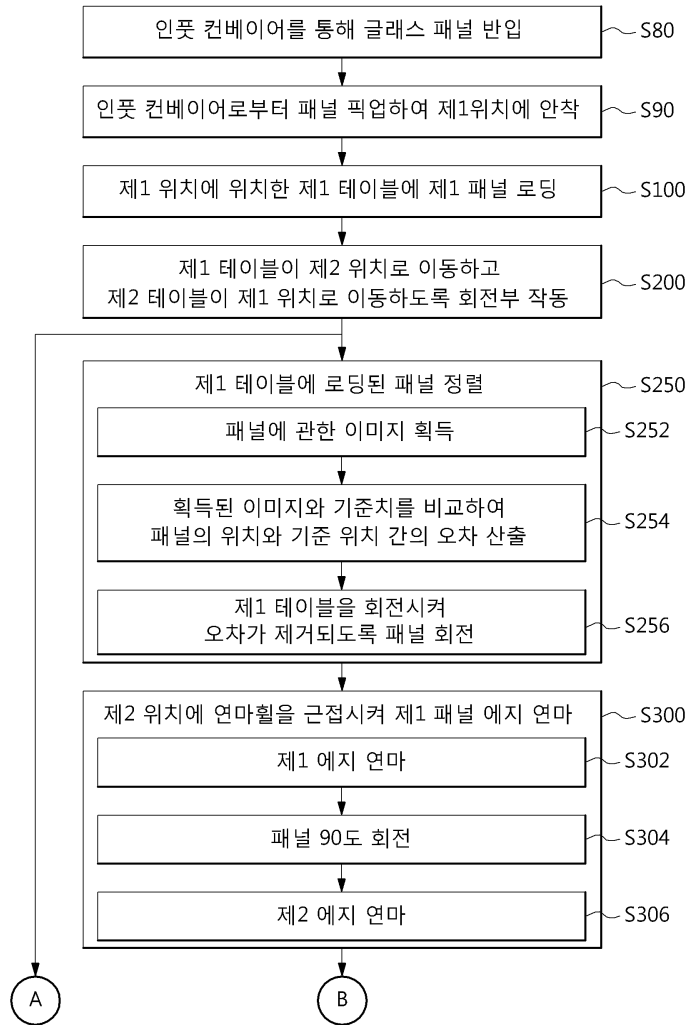 인풋 컨베이어를 통해 글래스 패널 반입
S80
인풋 컨베이어로부터 패널 픽업하여 제1위치에 안착
S90
제1 위치에 위치한 제1 테이블에 제1 패널 로딩
S100
제1 테이블이 제2 위치로 이동하고
제2 테이블이 제1 위치로 이동하도록 회전부 작동
S200
제1 테이블에 로딩된 패널 정렬
S250
패널에 관한 이미지 획득
S252
획득된 이미지와 기준치를 비교하여
패널의 위치와 기준 위치 간의 오차 산출
S254
제1 테이블을 회전시켜
오차가 제거되도록 패널 회전
S256
제2 위치에 연마휠을 근접시켜 제1 패널 에지 연마
S300
제1 에지 연마
S302
패널 90도 회전
S304
제2 에지 연마
S306
A
B